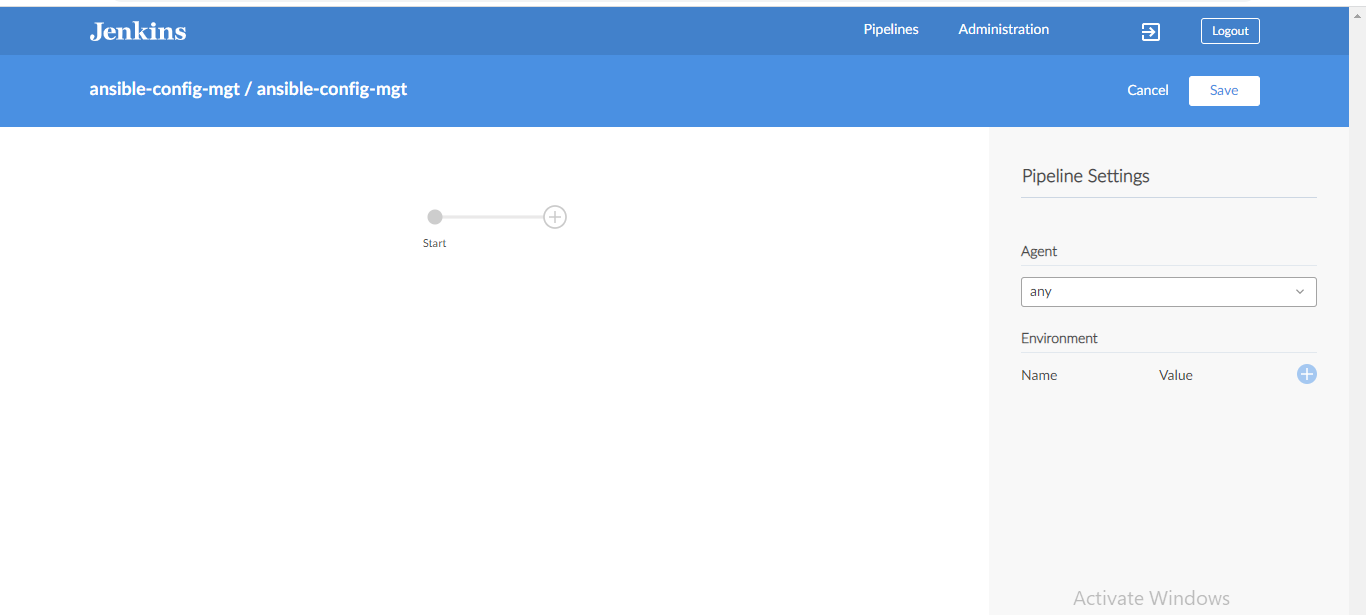 Jenkins
Pipelines Administration Logout
ansible-config-mgt / ansible-config-mgt
Cancel Save
Pipeline Settings
Start
Agent
any
Environment
Name Value
Activate Windows